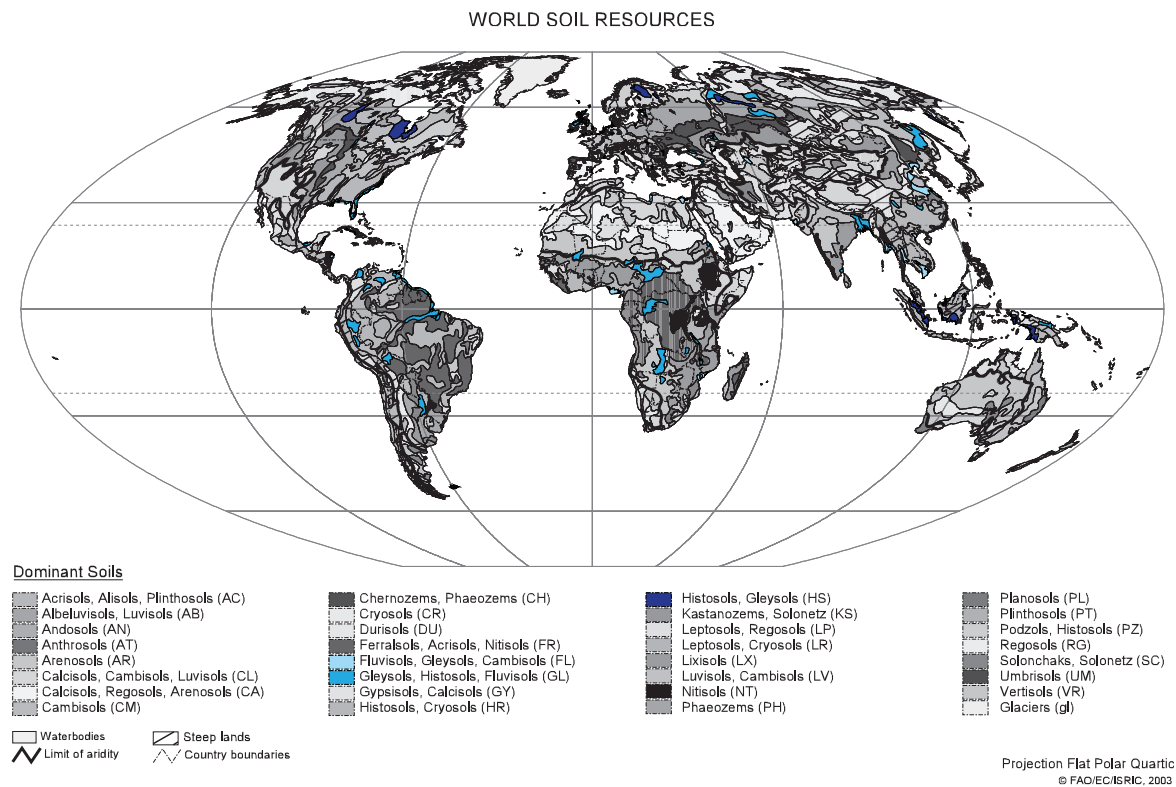 WORLD SOIL RESOURCES
Dominant Soils
Acrisols, Alisols, Plinthosols (AC)
Albeluvisols, Luvisols (AB)
Andosols (AN)
Anthrosols (AT)
Arenosols (AR)
Calcisols, Cambisols, Luvisols (CL)
Calcisols, Regosols, Arenosols (CA)
Cambisols (CM)
Chernozems, Phaeozems (CH)
Cryosols (CR)
Durisols (DU)
Ferralsols, Acrisols, Nitisols (FR)
Fluvisols, Gleysols, Cambisols (FL)
Gleysols, Histosols, Fluvisols (GL)
Gypsisols, Calcisols (GY)
Histosols, Cryosols (HR)
Histosols, Gleysols (HS)
Kastanozems, Solonetz (KS)
Leptosols, Regosols (LP)
Leptosols, Cryosols (LR)
Lixisols (LX)
Luvisols, Cambisols (LV)
Nitisols (NT)
Phaeozems (PH)
Planosols (PL)
Plinthosols (PT)
Podzols, Histosols (PZ)
Regosols (RG)
Solonchaks, Solonetz (SC)
Umbrisols (UM)
Vertisols (VR)
Glaciers (gl)
Waterbodies
Limit of aridity
Steep lands
Country boundaries
Projection Flat Polar Quartic
© FAO/EC/ISRIC, 2003